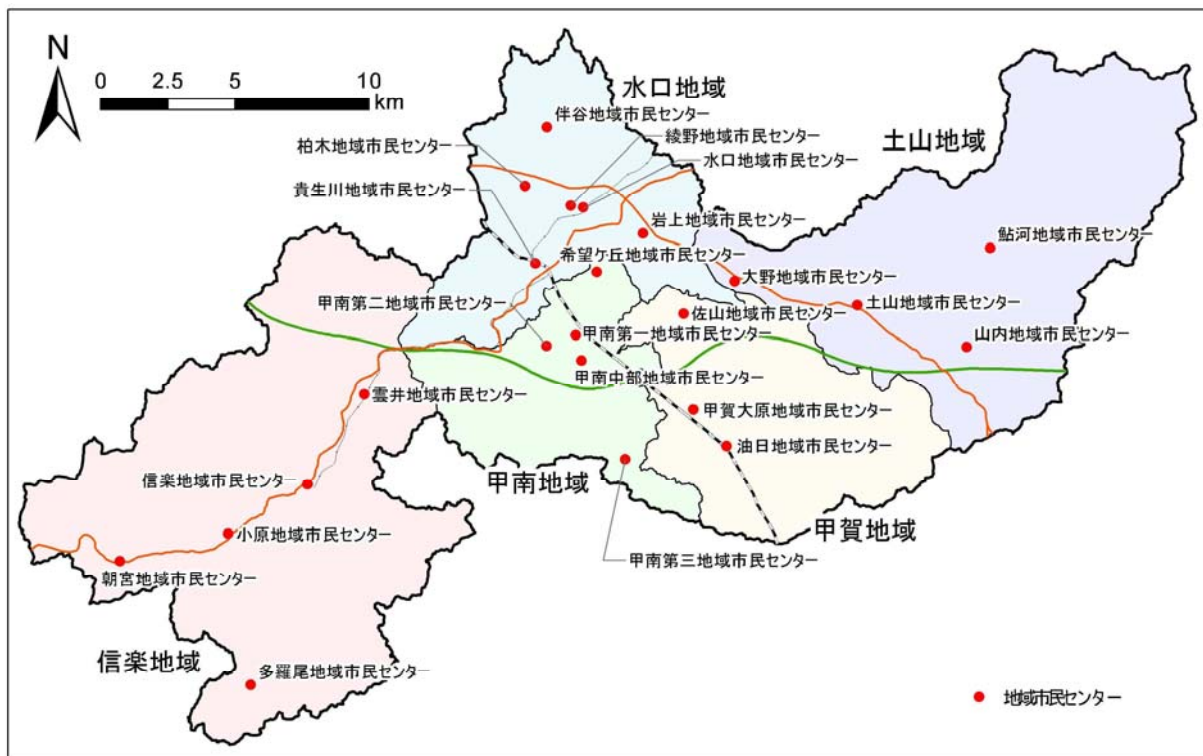 N
0 2.5 5 10
km
水口地域
伴谷地域市民センター
柏木地域市民センター
綾野地域市民センター
水口地域市民センター
土山地域
貴生川地域市民センター
岩上地域市民センター
鮎河地域市民センター
希望ケ丘地域市民センター
大野地域市民センター
甲南第二地域市民センター
土山地域市民センター
佐山地域市民センター
甲南第一地域市民センター
山内地域市民センター
甲南中部地域市民センター
雲井地域市民センター
甲賀大原地域市民センター
油日地域市民センター
信楽地域市民センター
甲南地域
甲賀地域
小原地域市民センター
甲南第三地域市民センター
朝宮地域市民センター
信楽地域
多羅尾地域市民センター
地域市民センター